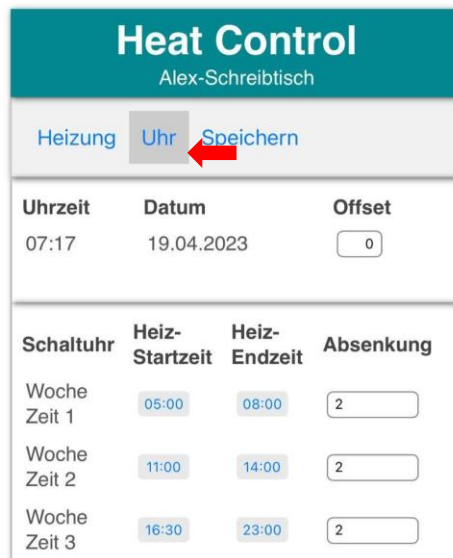 Heat Control
Alex-Schreibtisch
Heizung Uhr Speichern
Uhrzeit Datum Offset
07:17 19.04.2023 0
Schaltuhr Heiz-Startzeit Heiz-Endzeit Absenkung
Woche Zeit 1 05:00 08:00 2
Woche Zeit 2 11:00 14:00 2
Woche Zeit 3 16:30 23:00 2